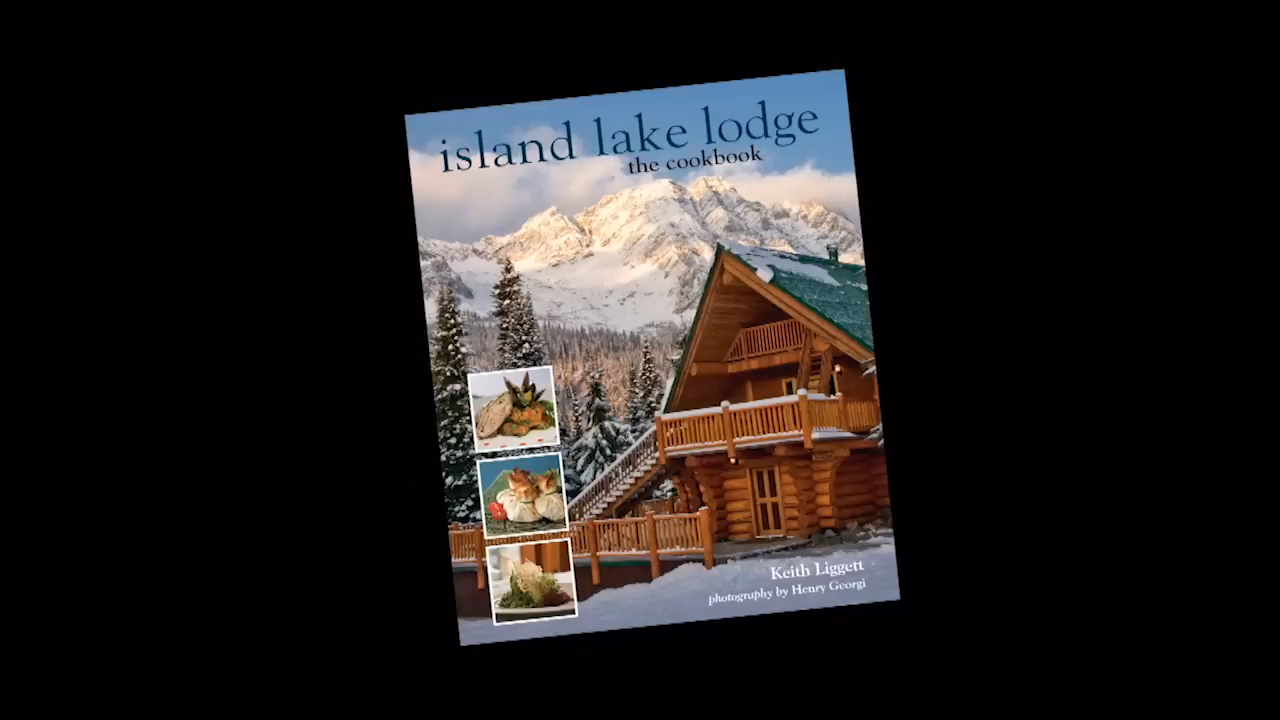 island lake lodge
the cookbook
Keith Liggett
photography by Henry Georgi